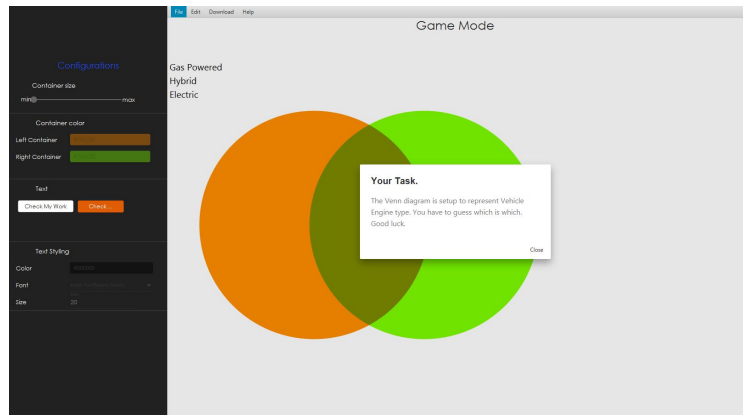 File Edit Download Help
Game Mode
Configurations
Container size
min max
Container color
Left Container
Right Container
Text
Check My Work Check ...
Text Styling
Color
Font
Size 20
Gas Powered
Hybrid
Electric
Your Task.
The Venn diagram is setup to represent Vehicle
Engine type. You have to guess which is which.
Good luck.
Close